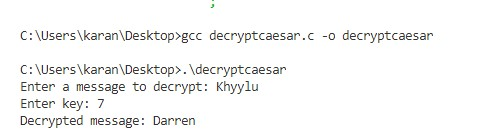 ;
C:\Users\karan\Desktop>gcc decryptcaesar.c -o decryptcaesar
C:\Users\karan\Desktop>.\decryptcaesar
Enter a message to decrypt: Khyylu
Enter key: 7
Decrypted message: Darren